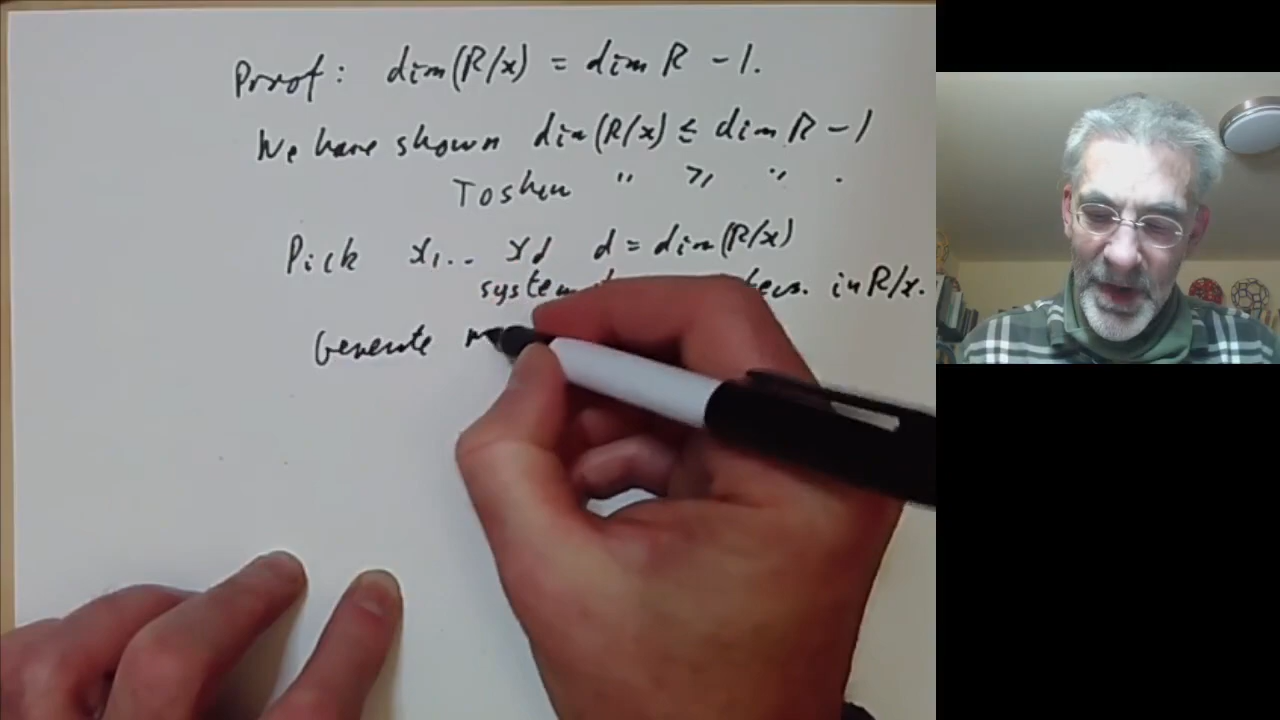 Proof: dim(R/x) = dim R - 1.
We have shown dim(R/x) ≤ dim R - 1
To show " ≥ " .
Pick x1.. xd d = dim(R/x)
system in R/x.
Generate